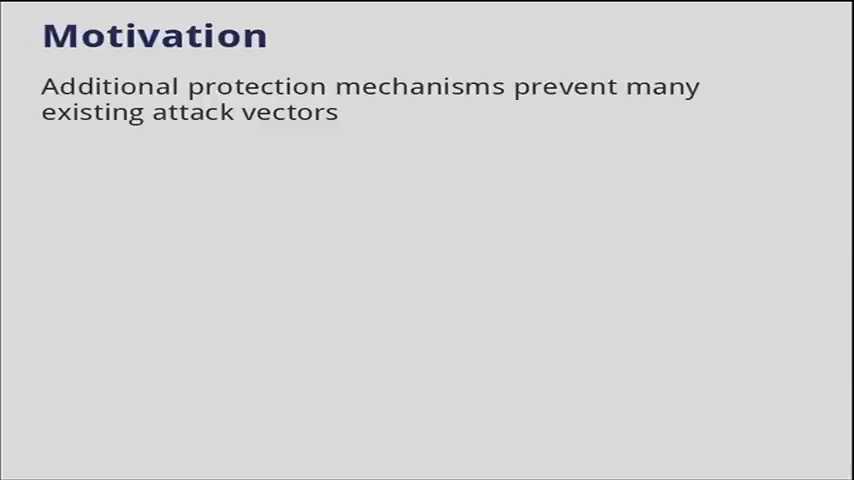 Motivation
Additional protection mechanisms prevent many
existing attack vectors